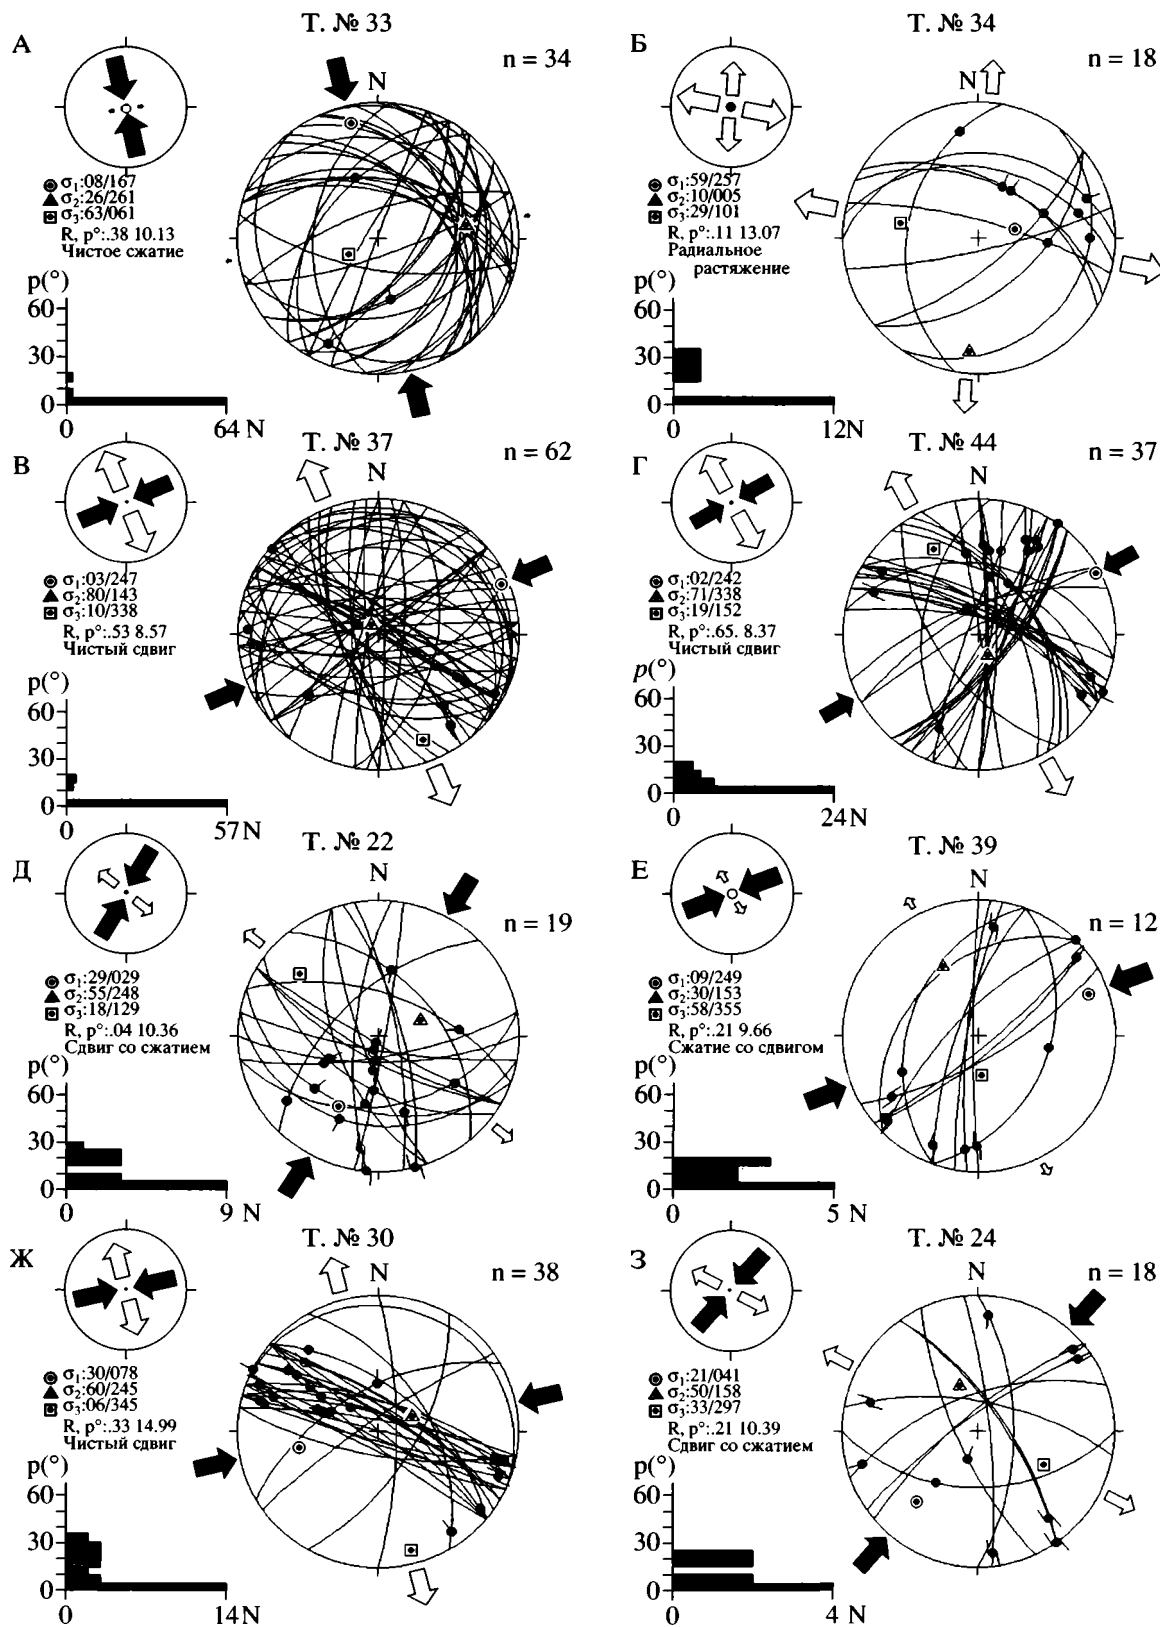 А
Т. № 33
n = 34
N
σ₁:08/167
σ₂:26/261
σ₃:63/061
R, p°:.38 10.13
Чистое сжатие
p(°)
60
30
0
0
64 N
Б
Т. № 34
n = 18
N
σ₁:59/257
σ₂:10/005
σ₃:29/101
R, p°:.11 13.07
Радиальное
растяжение
p(°)
60
30
0
0
12N
В
Т. № 37
n = 62
N
σ₁:03/247
σ₂:80/143
σ₃:10/338
R, p°:.53 8.57
Чистый сдвиг
p(°)
60
30
0
0
57N
Г
Т. № 44
n = 37
N
σ₁:02/242
σ₂:71/338
σ₃:19/152
R, p°:.65. 8.37
Чистый сдвиг
p(°)
60
30
0
0
24N
Д
Т. № 22
n = 19
N
σ₁:29/029
σ₂:55/248
σ₃:18/129
R, p°:.04 10.36
Сдвиг со сжатием
p(°)
60
30
0
0
9 N
Е
Т. № 39
n = 12
N
σ₁:09/249
σ₂:30/153
σ₃:58/355
R, p°:.21 9.66
Сжатие со сдвигом
p(°)
60
30
0
0
5 N
Ж
Т. № 30
n = 38
N
σ₁:30/078
σ₂:60/245
σ₃:06/345
R, p°:.33 14.99
Чистый сдвиг
p(°)
60
30
0
0
14N
З
Т. № 24
n = 18
N
σ₁:21/041
σ₂:50/158
σ₃:33/297
R, p°:.21 10.39
Сдвиг со сжатием
p(°)
60
30
0
0
4 N